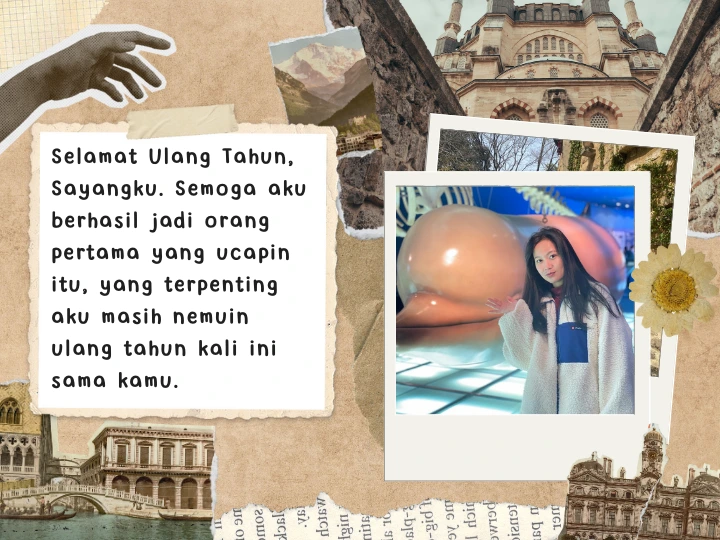 Selamat Ulang Tahun,
Sayangku. Semoga aku
berhasil jadi orang
pertama yang ucapin
itu, yang terpenting
aku masih nemuin
ulang tahun kali ini
sama kamu.